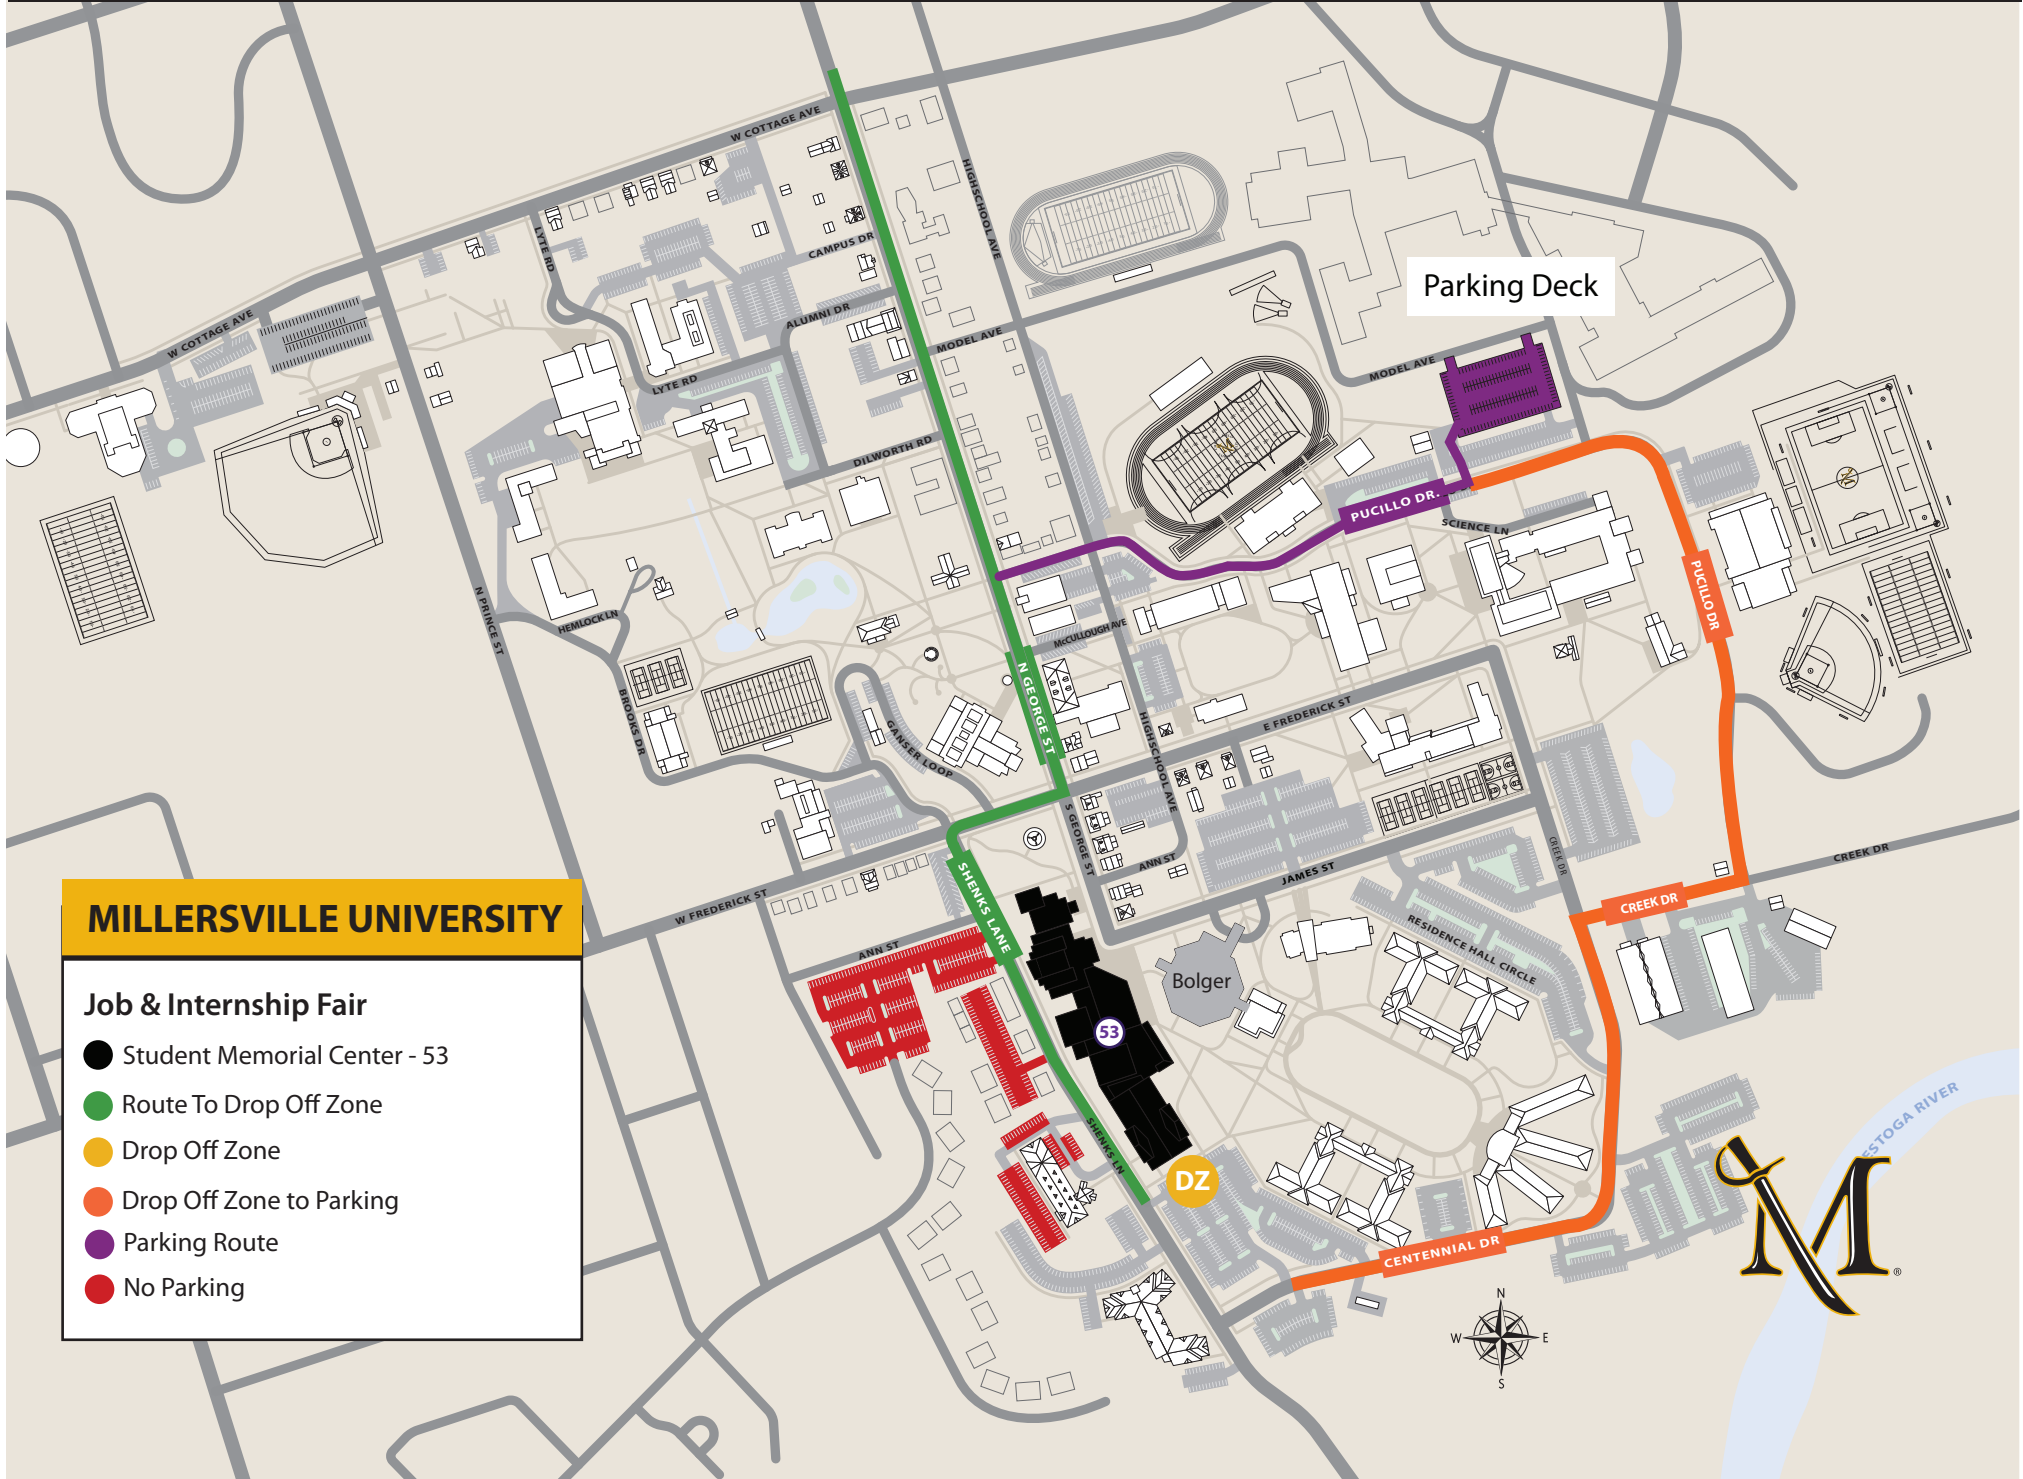 W COTTAGE AVE
HIGHSCHOOL AVE
LYTE RD
CAMPUS DR
Parking Deck
W COTTAGE AVE
ALUMNI DR
MODEL AVE
MODEL AVE
LYTE RD
DILWORTH RD
PUCILLO DR.
SCIENCE LN
M
M
PUCILLO DR
N PRINCE ST
HEMLOCK LN
McCULLOUGH AVE
N GEORGE ST
BROOKS DR
GANSER LOOP
HIGHSCHOOL AVE
E FREDERICK ST
S GEORGE ST
ANN ST
JAMES ST
CREEK DR
CREEK DR
CREEK DR
W FREDERICK ST
SHENKS LANE
ANN ST
RESIDENCE HALL CIRCLE
Bolger
53
SHENKS LN
DZ
CENTENNIAL DR
ESTOGA RIVER
MILLERSVILLE UNIVERSITY
Job & Internship Fair
Student Memorial Center - 53
Route To Drop Off Zone
Drop Off Zone
Drop Off Zone to Parking
Parking Route
No Parking
M
®
N
W E
S